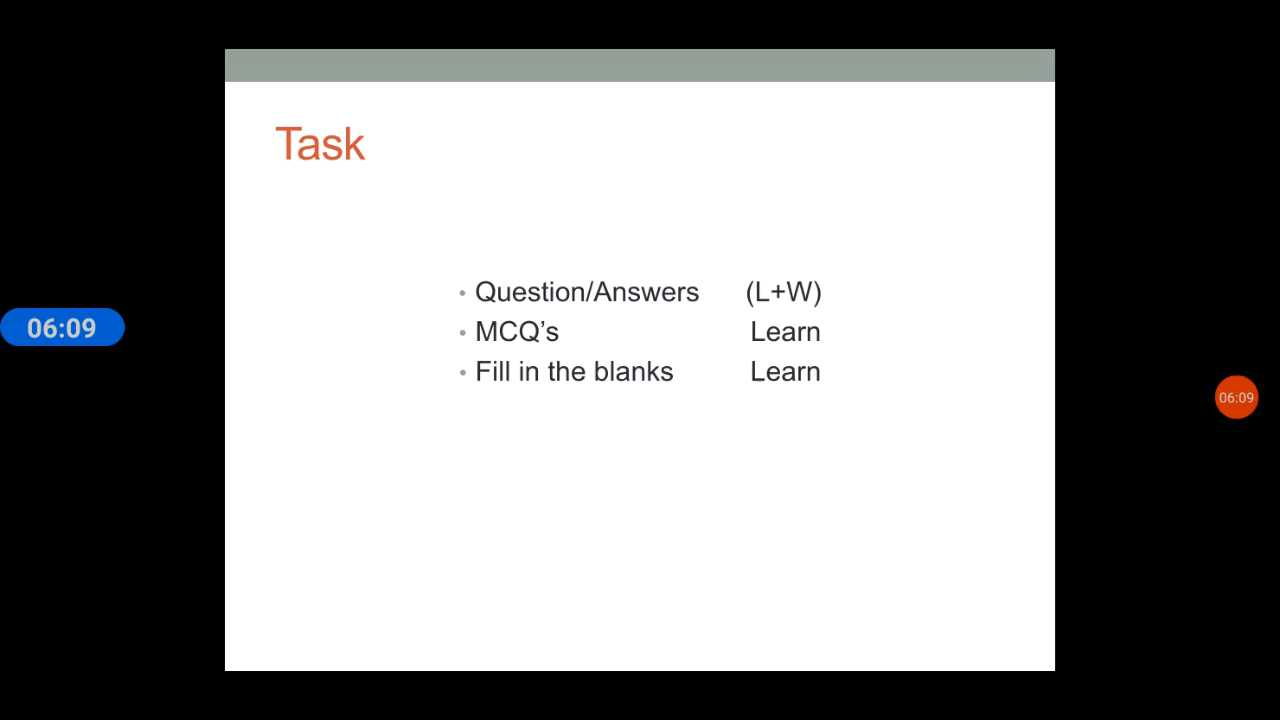 Task
• Question/Answers (L+W)
• MCQ’s Learn
• Fill in the blanks Learn
06:09
06:09